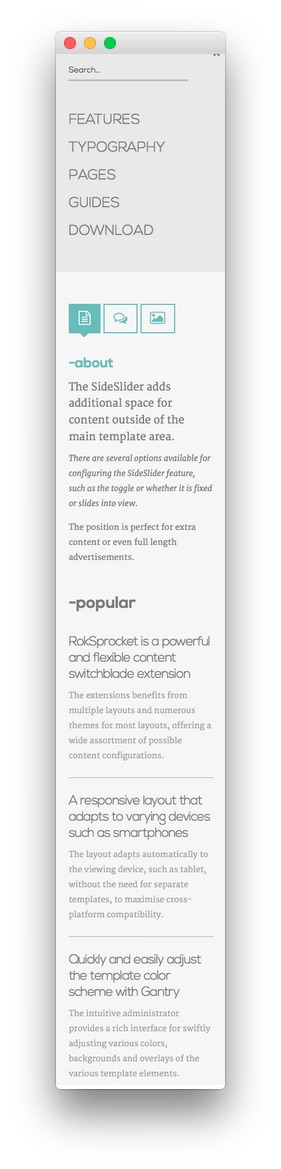 Search...
FEATURES
TYPOGRAPHY
PAGES
GUIDES
DOWNLOAD
-about
The SideSlider adds
additional space for
content outside of the
main template area.
There are several options available for
configuring the SideSlider feature,
such as the toggle or whether it is fixed
or slides into view.
The position is perfect for extra
content or even full length
advertisements.
-popular
RokSprocket is a powerful
and flexible content
switchblade extension
The extensions benefits from
multiple layouts and numerous
themes for most layouts, offering a
wide assortment of possible
content configurations.
A responsive layout that
adapts to varying devices
such as smartphones
The layout adapts automatically to
the viewing device, such as tablet,
without the need for separate
templates, to maximise cross-
platform compatibility.
Quickly and easily adjust
the template color
scheme with Gantry
The intuitive administrator
provides a rich interface for swiftly
adjusting various colors,
backgrounds and overlays of the
various template elements.